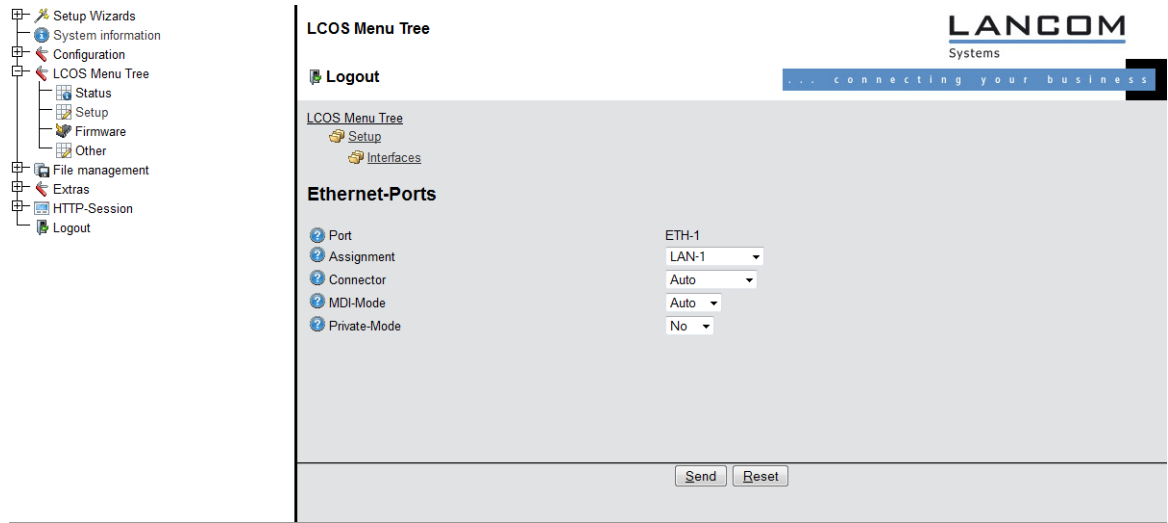 Setup Wizards
System information
Configuration
LCOS Menu Tree
Status
Setup
Firmware
Other
File management
Extras
HTTP-Session
Logout
LCOS Menu Tree
LANCOM
Systems
Logout
... connecting your business
LCOS Menu Tree
Setup
Interfaces
Ethernet-Ports
Port ETH-1
Assignment LAN-1
Connector Auto
MDI-Mode Auto
Private-Mode No
Send Reset